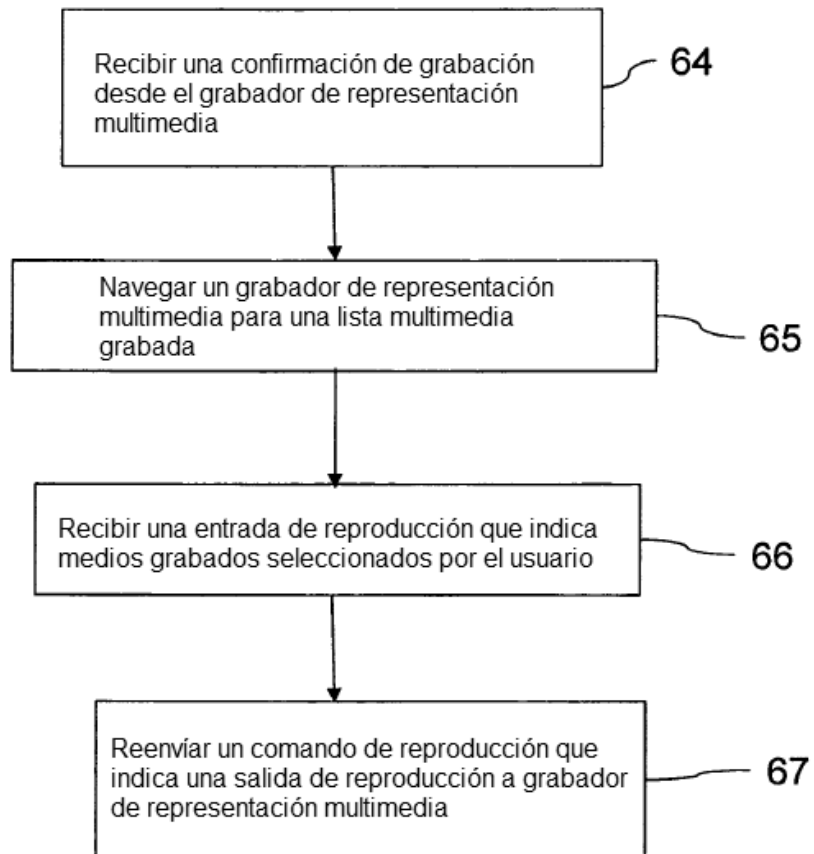 Recibir una confirmación de grabación
desde el grabador de representación
multimedia
64
Navegar un grabador de representación
multimedia para una lista multimedia
grabada
65
Recibir una entrada de reproducción que indica
medios grabados seleccionados por el usuario
66
Reenvíar un comando de reproducción que
indica una salida de reproducción a grabador
de representación multimedia
67